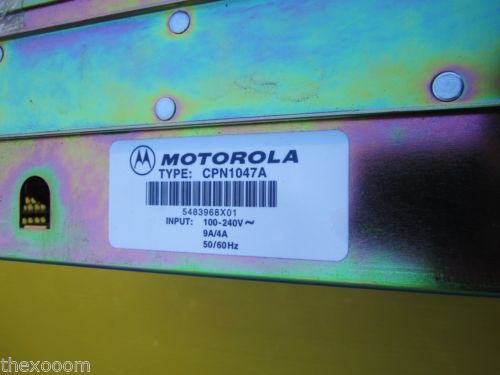 MOTOROLA
TYPE: CPN1047A
5483968X01
INPUT: 100-240V~
9A/4A
50/60Hz
thexooom